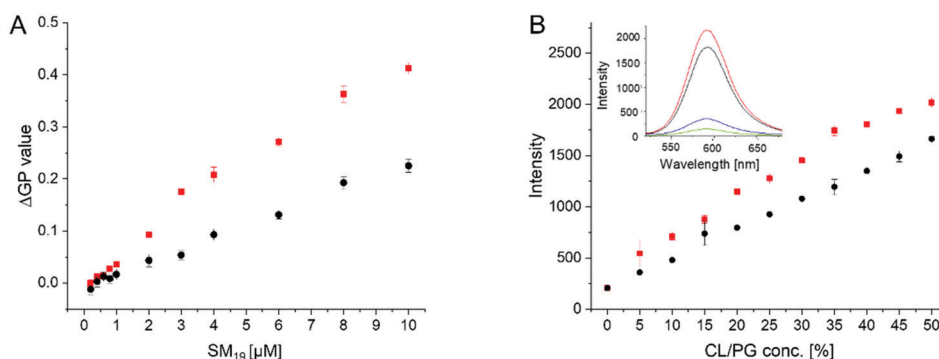 A
0.5
0.4
0.3
0.2
0.1
0.0
ΔGP value
0 1 2 3 4 5 6 7 8 9 10
SM19 [µM]
B
2500
2000
1500
1000
500
0
Intensity
0 5 10 15 20 25 30 35 40 45 50
CL/PG conc. [%]
2000
1500
1000
500
0
Intensity
550 600 650
Wavelength [nm]